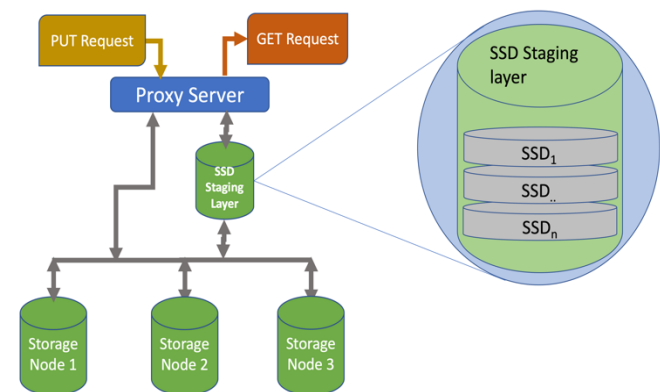 PUT Request
GET Request
Proxy Server
SSD
Staging
Layer
Storage
Node 1
Storage
Node 2
Storage
Node 3
SSD Staging
layer
SSD1
SSD..
SSDn